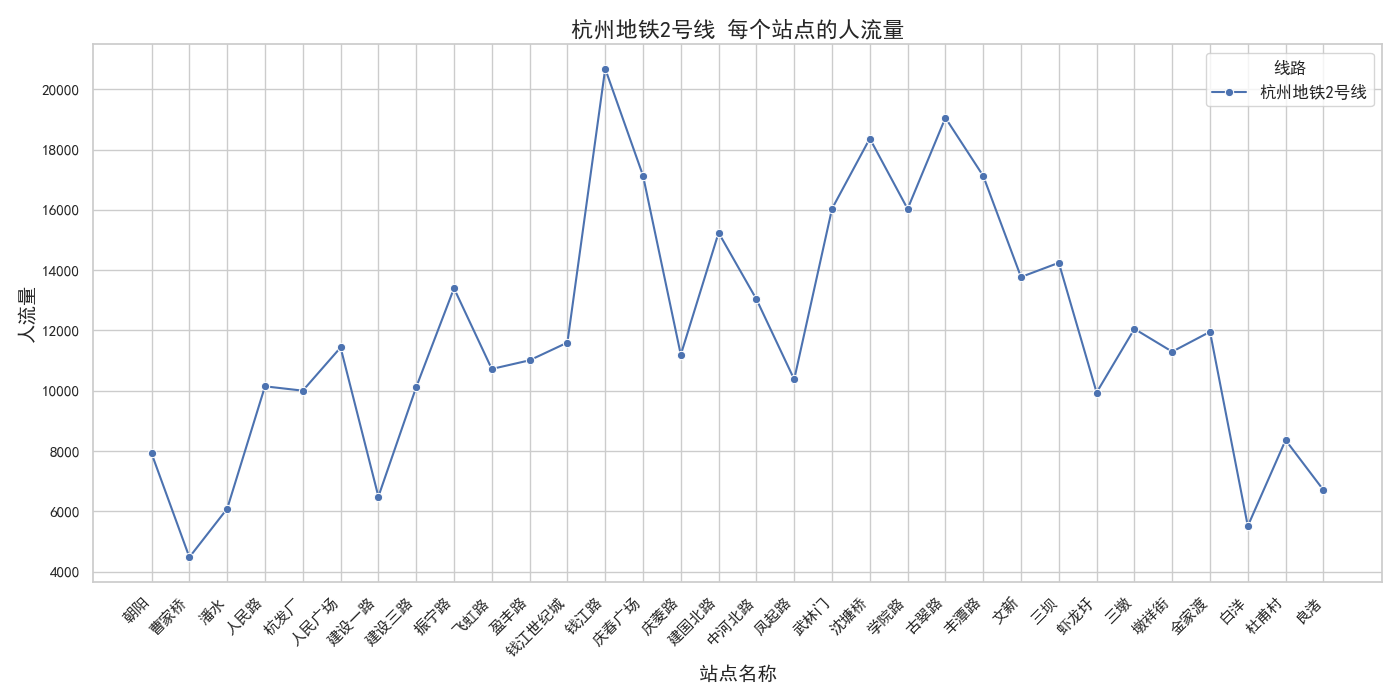 杭州地铁2号线 每个站点的人流量
线路
杭州地铁2号线
人流量
20000
18000
16000
14000
12000
10000
8000
6000
4000
朝阳
曹家桥
潘水
人民路
杭发厂
人民广场
建设一路
建设三路
振宁路
飞虹路
盈丰路
钱江世纪城
钱江路
庆春广场
庆菱路
建国北路
中河北路
凤起路
武林门
沈塘桥
学院路
古翠路
丰潭路
文新
三坝
虾龙圩
三墩
墩祥街
金家渡
白洋
杜甫村
良渚
站点名称